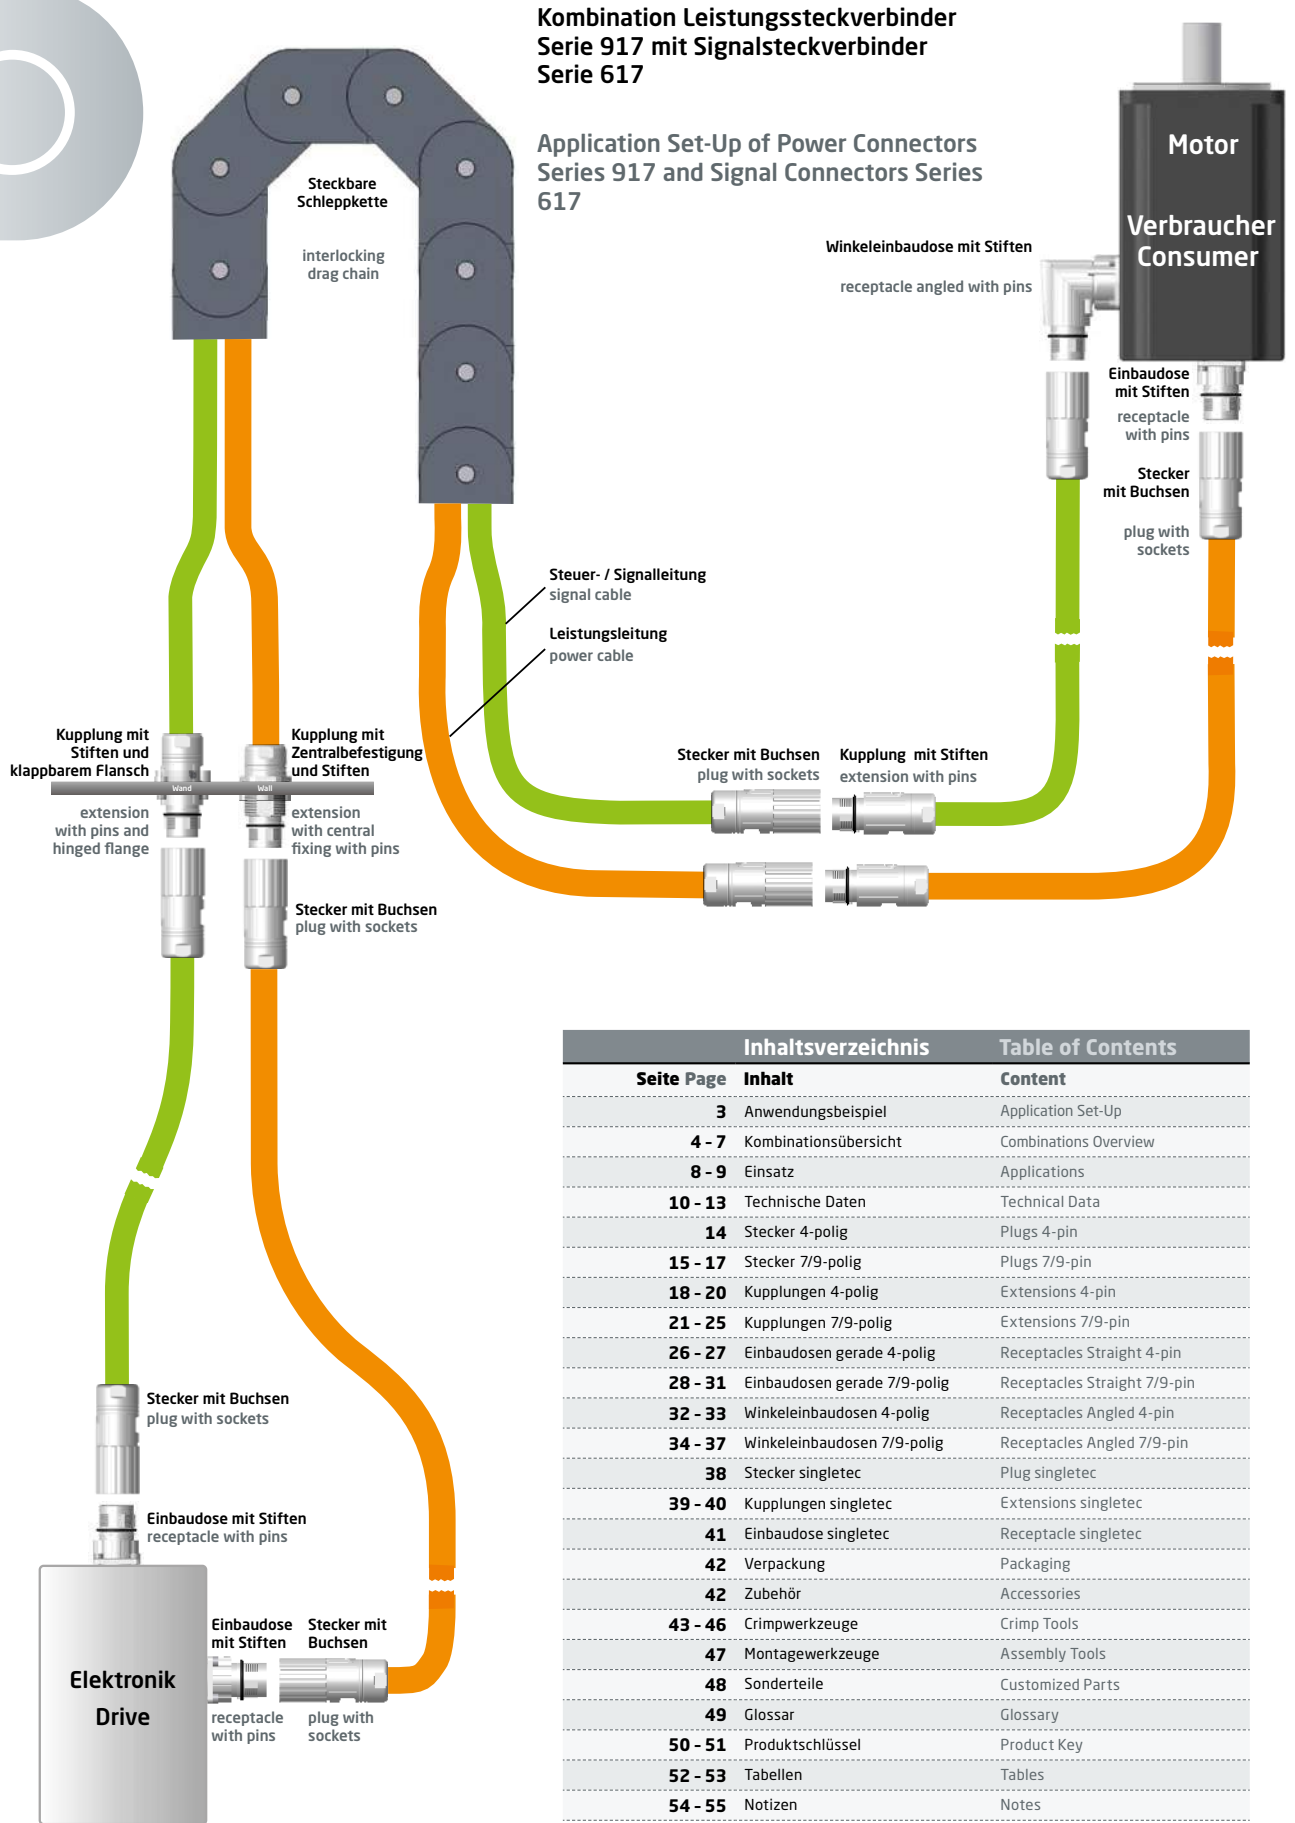 Kombination Leistungssteckverbinder
Serie 917 mit Signalsteckverbinder
Serie 617
Application Set-Up of Power Connectors
Series 917 and Signal Connectors Series
617
Motor
Verbraucher
Consumer
Steckbare
Schleppkette
interlocking
drag chain
Winkeleinbaudose mit Stiften
receptacle angled with pins
Einbaudose
mit Stiften
receptacle
with pins
Stecker
mit Buchsen
plug with
sockets
Steuer- / Signalleitung
signal cable
Leistungsleitung
power cable
Kupplung mit
Stiften und
klappbarem Flansch
Wand
extension
with pins and
hinged flange
Kupplung mit
Zentralbefestigung
und Stiften
Wall
extension
with central
fixing with pins
Stecker mit Buchsen
plug with sockets
Kupplung mit Stiften
extension with pins
Stecker mit Buchsen
plug with sockets
Stecker mit Buchsen
plug with sockets
Einbaudose mit Stiften
receptacle with pins
Elektronik
Drive
Einbaudose
mit Stiften
receptacle
with pins
Stecker mit
Buchsen
plug with
sockets
Inhaltsverzeichnis Table of Contents
Seite Page Inhalt Content
3 Anwendungsbeispiel Application Set-Up
4 – 7 Kombinationsübersicht Combinations Overview
8 – 9 Einsatz Applications
10 – 13 Technische Daten Technical Data
14 Stecker 4-polig Plugs 4-pin
15 – 17 Stecker 7/9-polig Plugs 7/9-pin
18 – 20 Kupplungen 4-polig Extensions 4-pin
21 – 25 Kupplungen 7/9-polig Extensions 7/9-pin
26 – 27 Einbaudosen gerade 4-polig Receptacles Straight 4-pin
28 – 31 Einbaudosen gerade 7/9-polig Receptacles Straight 7/9-pin
32 – 33 Winkeleinbaudosen 4-polig Receptacles Angled 4-pin
34 – 37 Winkeleinbaudosen 7/9-polig Receptacles Angled 7/9-pin
38 Stecker singletec Plug singletec
39 – 40 Kupplungen singletec Extensions singletec
41 Einbaudose singletec Receptacle singletec
42 Verpackung Packaging
42 Zubehör Accessories
43 – 46 Crimpwerkzeuge Crimp Tools
47 Montagewerkzeuge Assembly Tools
48 Sonderteile Customized Parts
49 Glossar Glossary
50 – 51 Produktschlüssel Product Key
52 – 53 Tabellen Tables
54 – 55 Notizen Notes